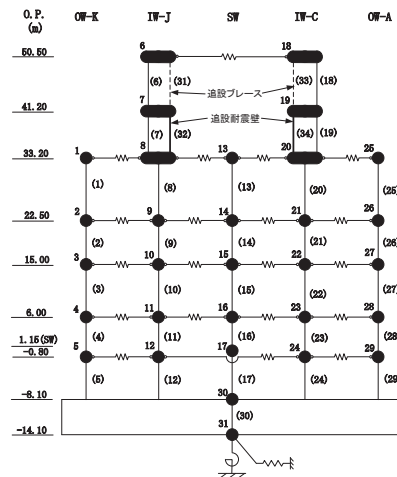 O.P. OW-K IW-J SW IW-C OW-A
(m)
50.50 6 18
(6) (31) (33) (18)
追設ブレース
41.20 7 19
追設耐震壁
(7) (32) (34) (19)
33.20 1 8 13 20 25
(1) (8) (13) (20) (25)
22.50 2 9 14 21 26
(2) (9) (14) (21) (26)
15.00 3 10 15 22 27
(3) (10) (15) (22) (27)
6.00 4 11 16 23 28
1.15(SW) (4) (11) (16) (23) (28)
-0.80 5 12 17 24 29
(5) (12) (17) (24) (29)
-8.10 30
(30)
-14.10 31